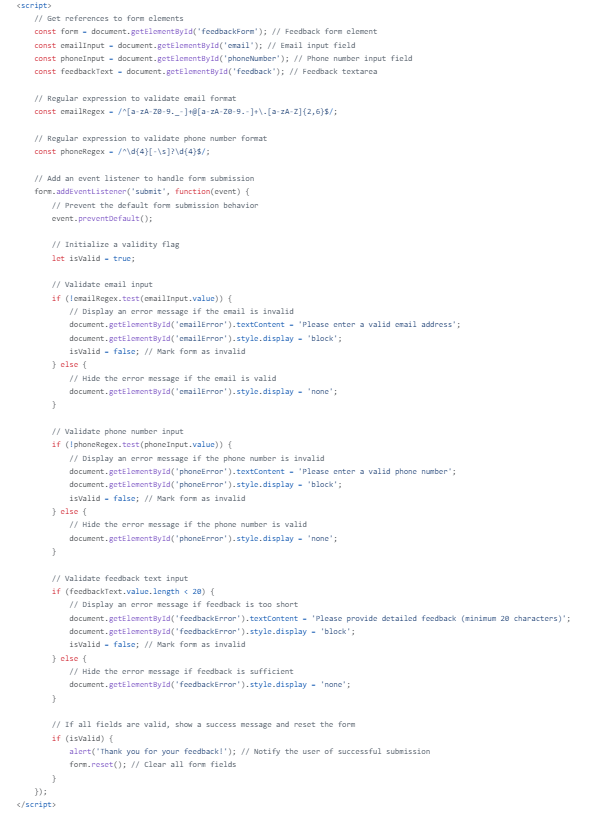 <script>
// Get references to form elements
const form = document.getElementById('feedbackForm'); // Feedback form element
const emailInput = document.getElementById('email'); // Email input field
const phoneInput = document.getElementById('phoneNumber'); // Phone number input field
const feedbackText = document.getElementById('feedback'); // Feedback textarea
// Regular expression to validate email format
const emailRegex = /^[a-zA-Z0-9._-]+@[a-zA-Z0-9.-]+\.[a-zA-Z]{2,6}$/;
// Regular expression to validate phone number format
const phoneRegex = /^\d{4}[-\s]?\d{4}$/;
// Add an event listener to handle form submission
form.addEventListener('submit', function(event) {
// Prevent the default form submission behavior
event.preventDefault();
// Initialize a validity flag
let isValid = true;
// Validate email input
if (!emailRegex.test(emailInput.value)) {
// Display an error message if the email is invalid
document.getElementById('emailError').textContent = 'Please enter a valid email address';
document.getElementById('emailError').style.display = 'block';
isValid = false; // Mark form as invalid
} else {
// Hide the error message if the email is valid
document.getElementById('emailError').style.display = 'none';
}
// Validate phone number input
if (!phoneRegex.test(phoneInput.value)) {
// Display an error message if the phone number is invalid
document.getElementById('phoneError').textContent = 'Please enter a valid phone number';
document.getElementById('phoneError').style.display = 'block';
isValid = false; // Mark form as invalid
} else {
// Hide the error message if the phone number is valid
document.getElementById('phoneError').style.display = 'none';
}
// Validate feedback text input
if (feedbackText.value.length < 20) {
// Display an error message if feedback is too short
document.getElementById('feedbackError').textContent = 'Please provide detailed feedback (minimum 20 characters)';
document.getElementById('feedbackError').style.display = 'block';
isValid = false; // Mark form as invalid
} else {
// Hide the error message if feedback is sufficient
document.getElementById('feedbackError').style.display = 'none';
}
// If all fields are valid, show a success message and reset the form
if (isValid) {
alert('Thank you for your feedback!'); // Notify the user of successful submission
form.reset(); // Clear all form fields
}
});
</script>